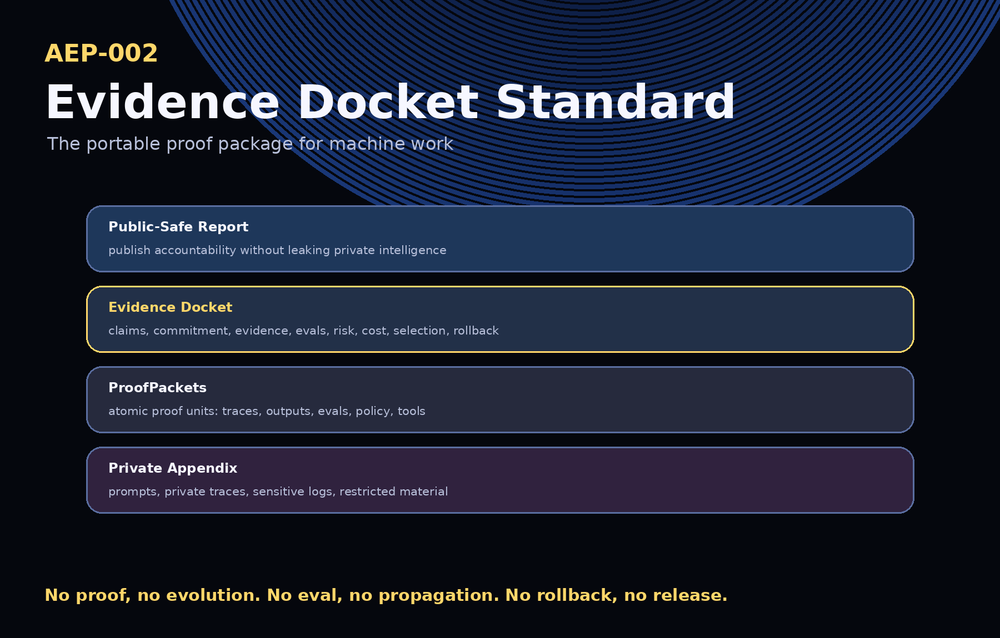 AEP-002
Evidence Docket Standard
The portable proof package for machine work
Public-Safe Report
publish accountability without leaking private intelligence
Evidence Docket
claims, commitment, evidence, evals, risk, cost, selection, rollback
ProofPackets
atomic proof units: traces, outputs, evals, policy, tools
Private Appendix
prompts, private traces, sensitive logs, restricted material
No proof, no evolution. No eval, no propagation. No rollback, no release.